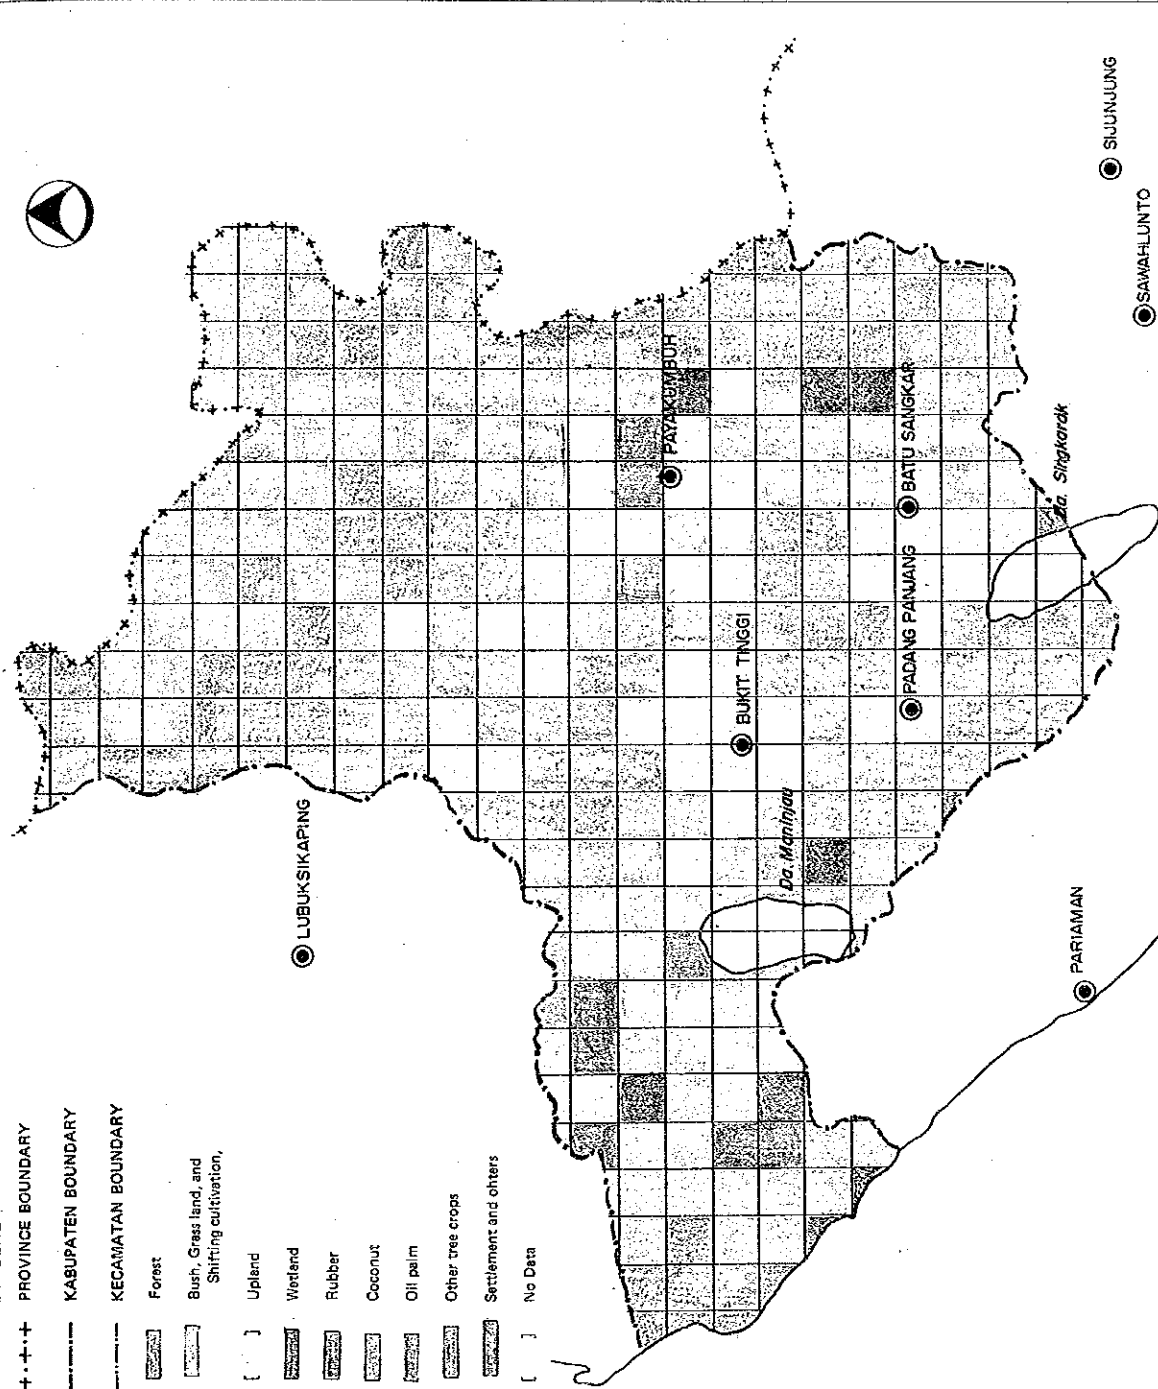 PROVINCE BOUNDARY
KABUPATEN BOUNDARY
KECAMATAN BOUNDARY
Forest
Bush, Grass land, and
Shifting cultivation,
Upland
Wetland
Rubber
Coconut
Oil palm
Other tree crops
Settlement and ohters
No Data
LUBUKSIKAPING
PAYAKUMBUH
BUKIT TINGGI
BATU SANGKAR
PADANG PANJANG
Da. Maninjau
Da. Singkarak
PARIAMAN
SAWAHLUNTO
SIJUNJUNG